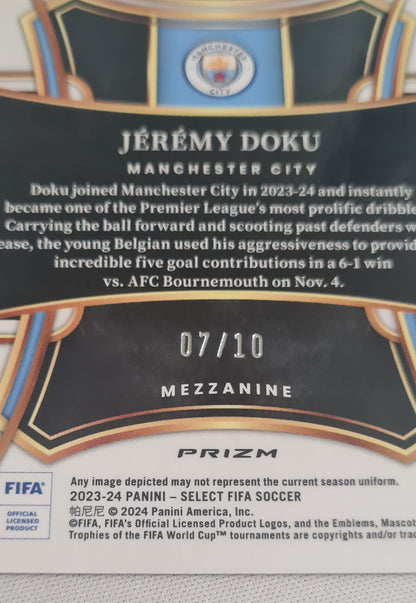 MANCHESTER
CITY
JÉRÉMY DOKU
MANCHESTER CITY
Doku joined Manchester City in 2023-24 and instantly
became one of the Premier League's most prolific
Carrying the ball forward and scooting past defenders
the young Belgian used his aggressiveness to
incredible five goal contributions in a 6-1 win
vs. AFC Bournemouth on Nov. 4.
07/10
MEZZANINE
PRIZM
Any image depicted may not represent the current season uniform.
FIFA®
2023-24 PANINI – SELECT FIFA SOCCER
OFFICIAL
LICENSED
PRODUCT
帕尼尼 © 2024 Panini America, Inc.
©FIFA, FIFA's Official Licensed Product Logos, and the Emblems,
Trophies of the FIFA World Cup™ tournaments are copyrights and/or